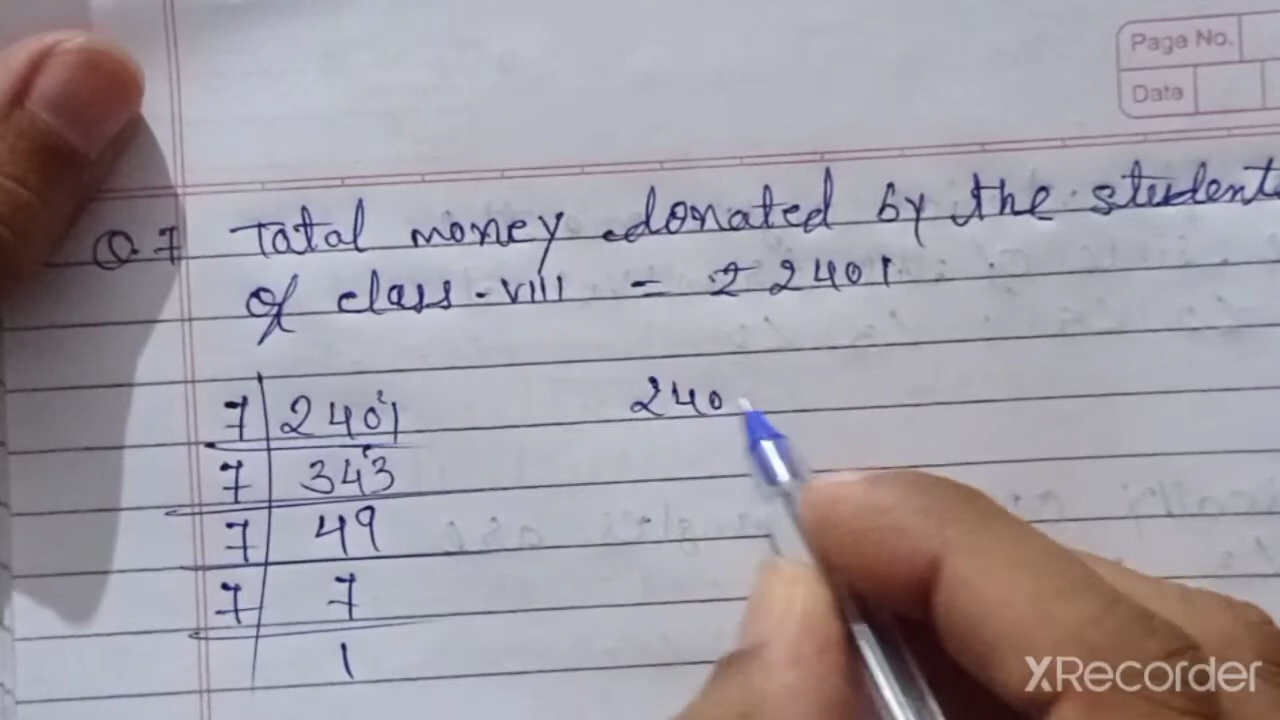 Page No.
Date
Q.7 Total money donated by the student
of class-VIII = ₹ 2401
7 2401
240
7 343
7 49
7 7
1
XRecorder